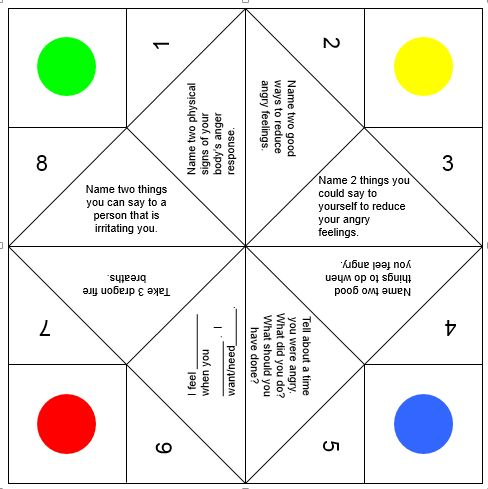 1
2
Name two physical
signs of your
body's anger
response.
Name two good
ways to reduce
angry feelings.
8
3
Name two things
you can say to a
person that is
irritating you.
Name 2 things you
could say to
yourself to reduce
your angry
feelings.
Take 3 dragon fire
breaths.
Name two good
things to do when
you feel angry.
7
4
I feel ________
when you
________. I
want/need
________.
Tell about a time
you were angry.
What did you do?
What should you
have done?
6
5